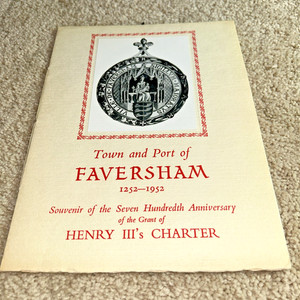 Town and Port of
FAVERSHAM
1252—1952
Souvenir of the Seven Hundredth Anniversary
of the Grant of
HENRY III's CHARTER